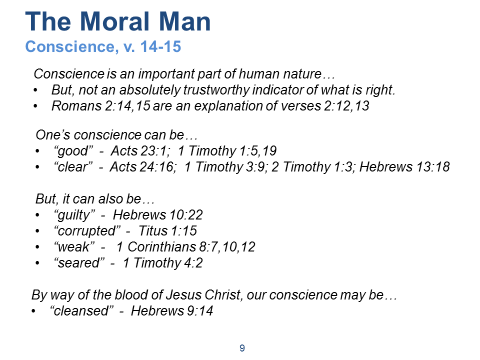 The Moral Man
Conscience, v. 14-15
Conscience is an important part of human nature…
• But, not an absolutely trustworthy indicator of what is right.
• Romans 2:14,15 are an explanation of verses 2:12,13
One’s conscience can be…
• “good” - Acts 23:1; 1 Timothy 1:5,19
• “clear” - Acts 24:16; 1 Timothy 3:9; 2 Timothy 1:3; Hebrews 13:18
But, it can also be…
• “guilty” - Hebrews 10:22
• “corrupted” - Titus 1:15
• “weak” - 1 Corinthians 8:7,10,12
• “seared” - 1 Timothy 4:2
By way of the blood of Jesus Christ, our conscience may be…
• “cleansed” - Hebrews 9:14
9